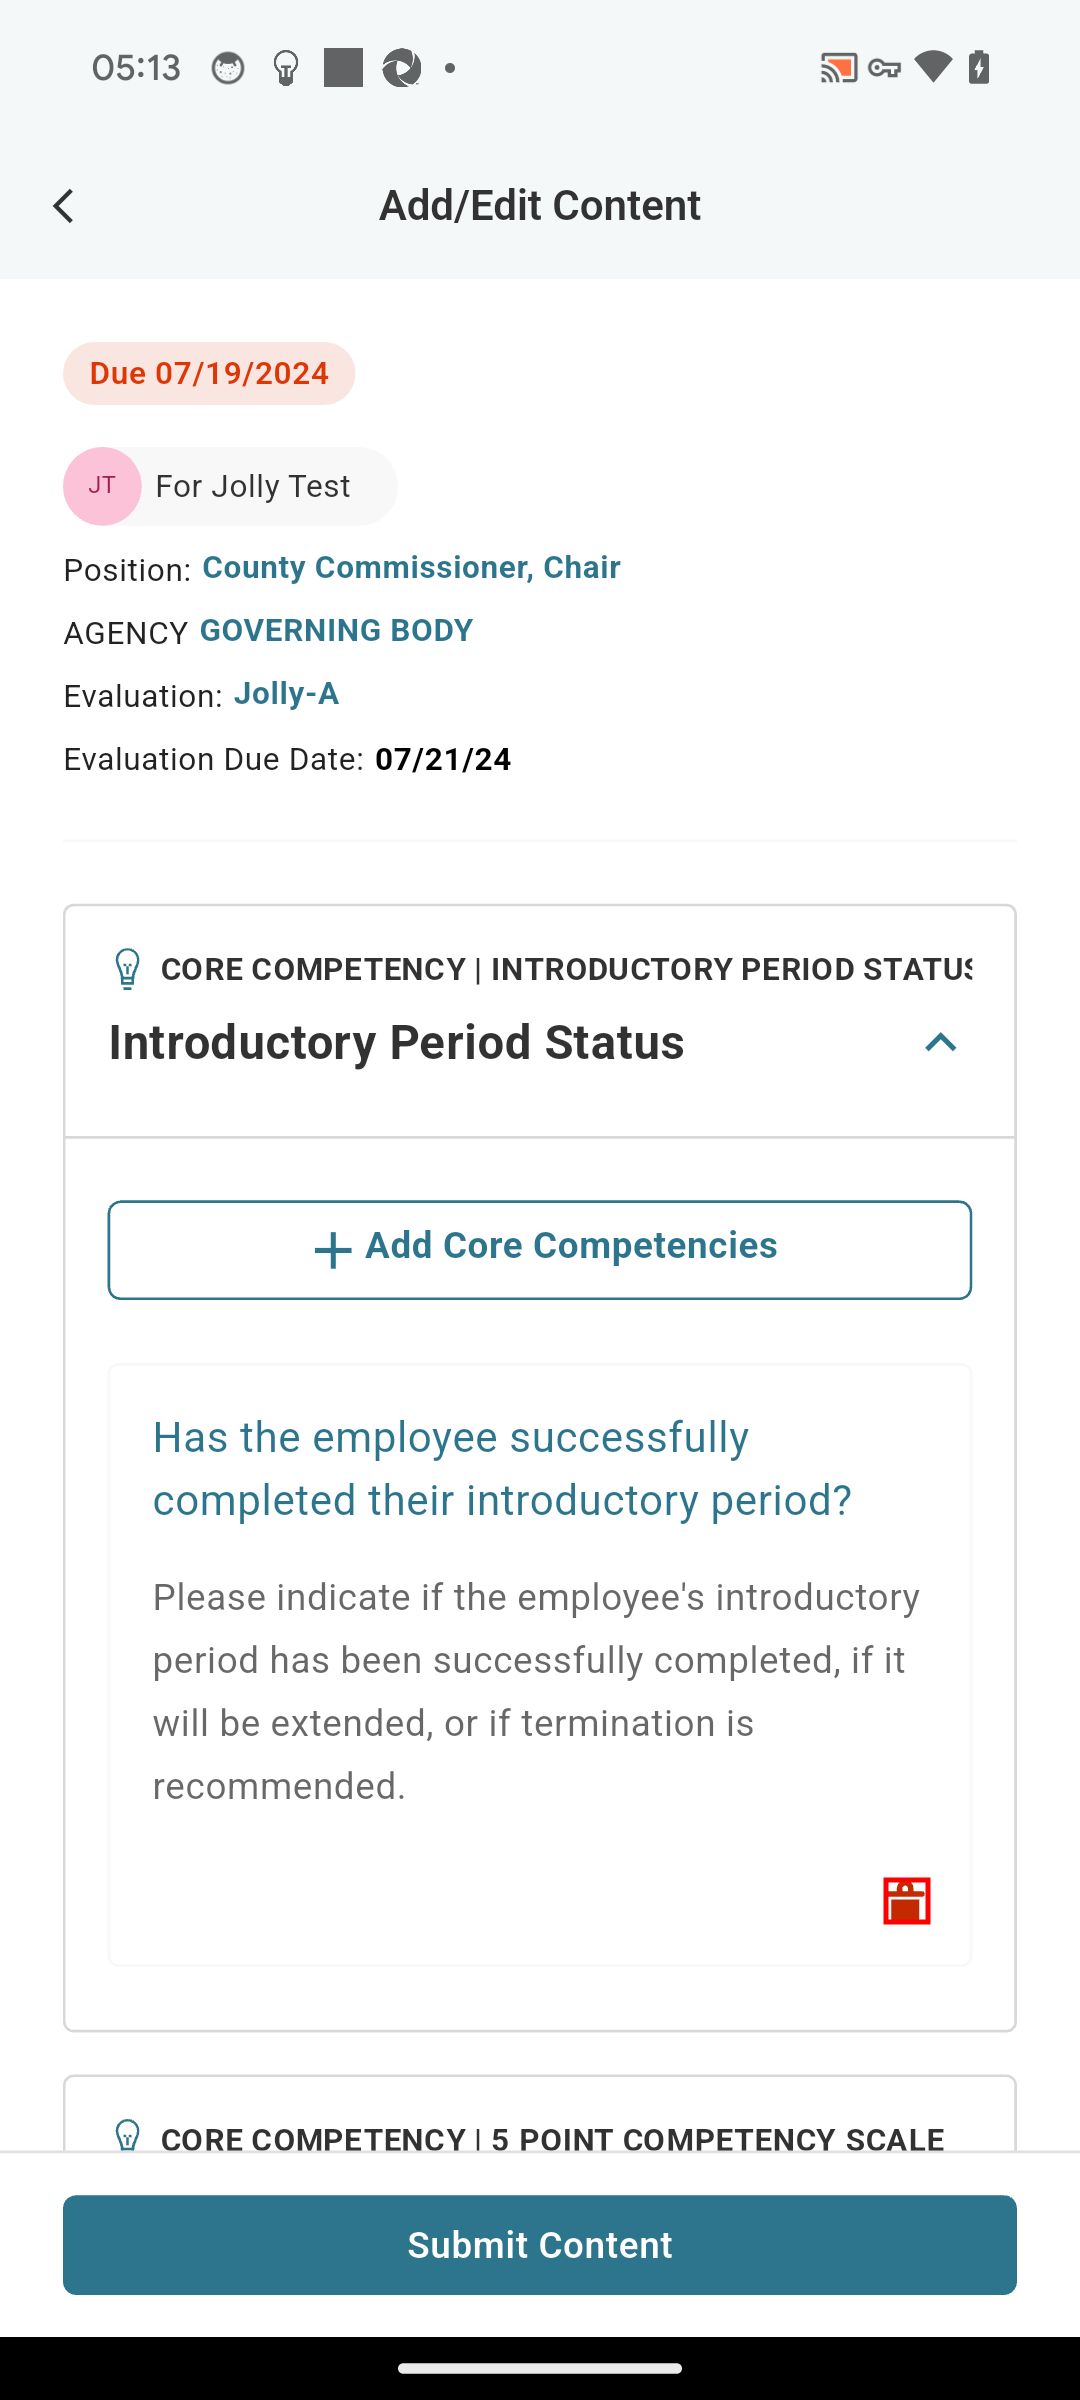 05:13
Add/Edit Content
Due 07/19/2024
JT For Jolly Test
Position: County Commissioner, Chair
AGENCY GOVERNING BODY
Evaluation: Jolly-A
Evaluation Due Date: 07/21/24
CORE COMPETENCY | INTRODUCTORY PERIOD STATUS
Introductory Period Status
Add Core Competencies
Has the employee successfully
completed their introductory period?
Please indicate if the employee's introductory
period has been successfully completed, if it
will be extended, or if termination is
recommended.
CORE COMPETENCY | 5 POINT COMPETENCY SCALE
Submit Content